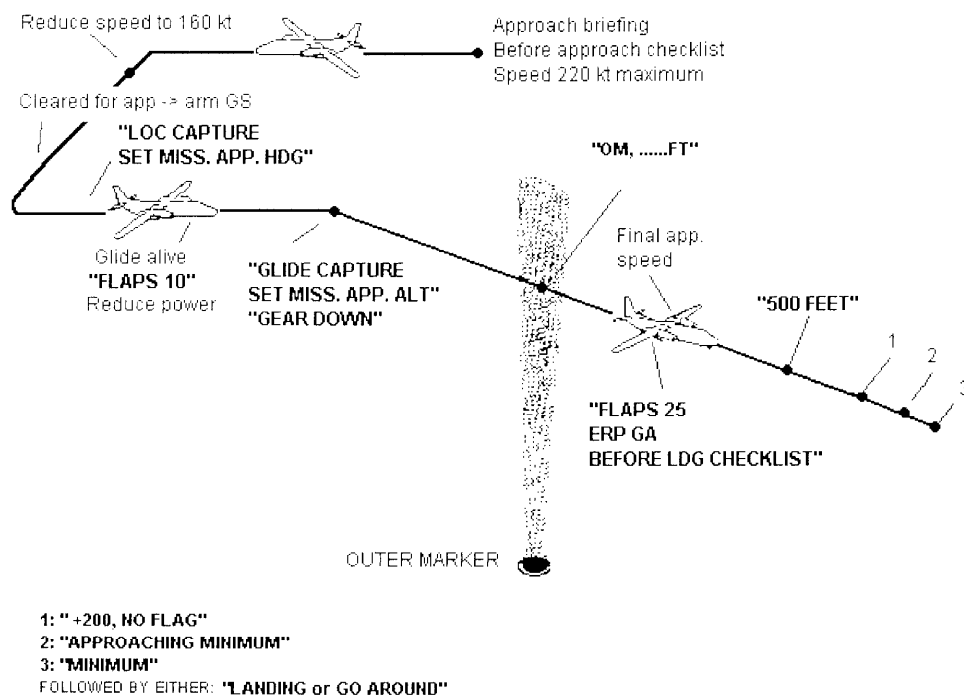 Reduce speed to 160 kt
Approach briefing
Before approach checklist
Speed 220 kt maximum
Cleared for app -> arm GS
"LOC CAPTURE
SET MISS. APP. HDG"
"OM, ......FT"
Glide alive
"FLAPS 10"
Reduce power
"GLIDE CAPTURE
SET MISS. APP. ALT"
"GEAR DOWN"
Final app.
speed
"500 FEET"
1
2
3
"FLAPS 25
ERP GA
BEFORE LDG CHECKLIST"
OUTER MARKER
1: " +200, NO FLAG"
2: "APPROACHING MINIMUM"
3: "MINIMUM"
FOLLOWED BY EITHER: "LANDING or GO AROUND"